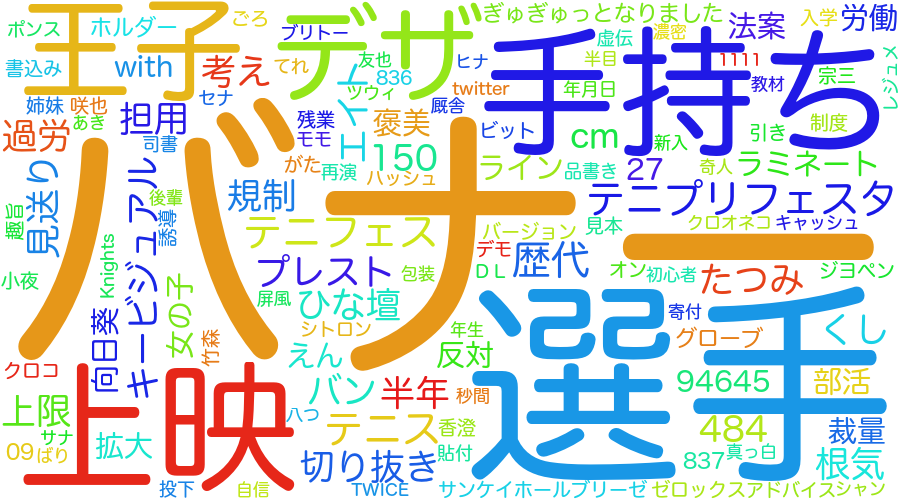 ポンス
ホルダー
王子
ごろ
デザ
ぎゅぎゅっとなりました
法案
入学
労働
書込み
with
考え
ブリトー
友也
ヒナ
手持ち
虚伝
濃密
半目
1111
宗三
レジュメ
てれ
836
ツウィ
twitter
年月日
教材
姉妹
咲也
セナ
エイト
厩舎
バナー
過労
あき
担用
司書
残業
モモ
褒美
ビット
cm
新入
引き
制度
がた
再演
150
ハッシュ
ライン
品書き
27
奇人
ラミネート
見送り
キービジュアル
後輩
規制
テニプリフェスタ
趣旨
誘導
テニフェス
バージョン
見本
クロオネコ
キャッシュ
小夜
Knights
女の子
プレスト
包装
デモ
DL
歴代
オン
初心者
たつみ
ジヨペン
屏風
ひな壇
向日葵
竹森
シトロン
年生
選手
寄付
グローブ
くし
クロコ
えん
反対
上映
バン
半年
秒間
94645
部活
上限
サナ
八つ
テニス
香澄
484
裁量
09
ばり
拡大
切り抜き
貼付
837
真っ白
根気
投下
自信
TWICE
サンケイホールブリーゼ
ゼロックスアドバイスシャン